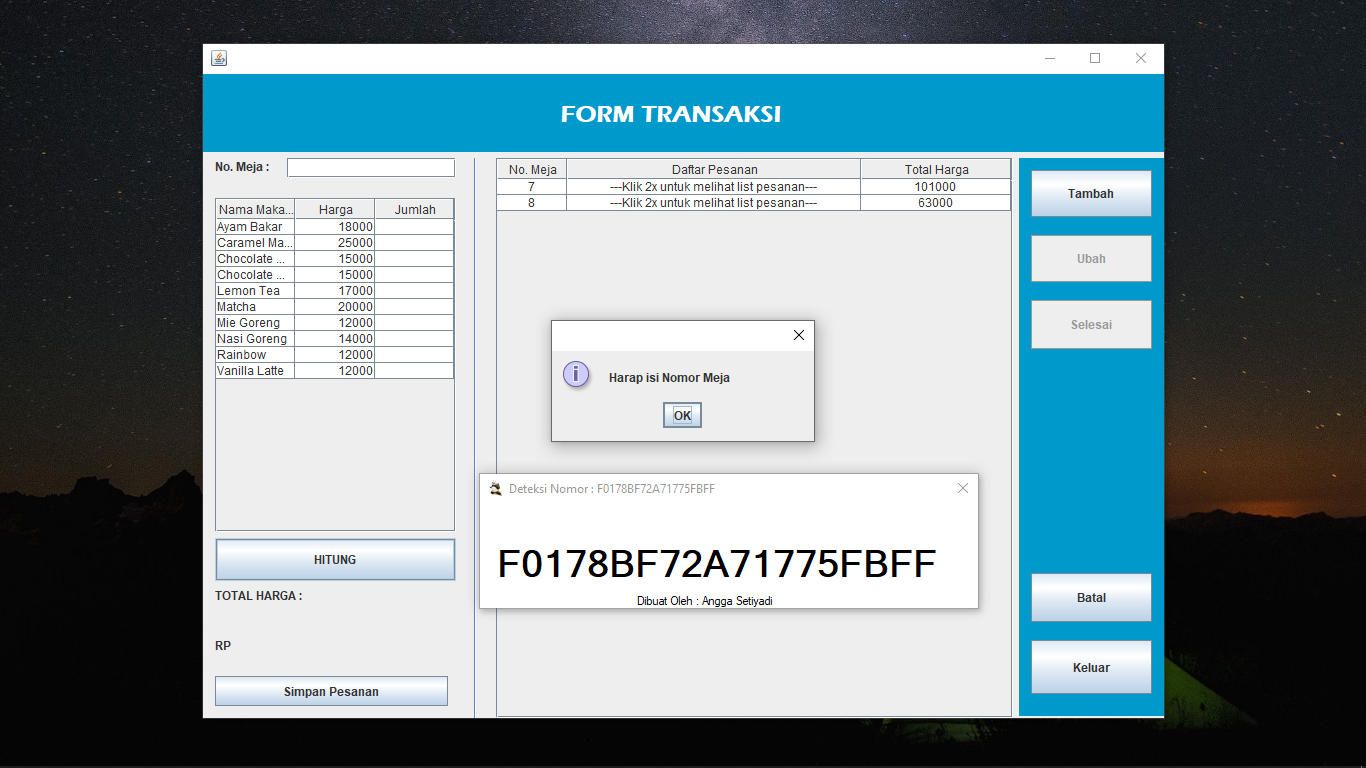 FORM TRANSAKSI
No. Meja :
Nama Maka... Harga Jumlah
Ayam Bakar 18000
Caramel Ma... 25000
Chocolate ... 15000
Chocolate ... 15000
Lemon Tea 17000
Matcha 20000
Mie Goreng 12000
Nasi Goreng 14000
Rainbow 12000
Vanilla Latte 12000
HITUNG
TOTAL HARGA :
RP
Simpan Pesanan
No. Meja Daftar Pesanan Total Harga
7 ---Klik 2x untuk melihat list pesanan--- 101000
8 ---Klik 2x untuk melihat list pesanan--- 63000
Harap isi Nomor Meja
OK
Deteksi Nomor : F0178BF72A71775FBFF
F0178BF72A71775FBFF
Dibuat Oleh : Angga Setiyadi
Tambah
Ubah
Selesai
Batal
Keluar